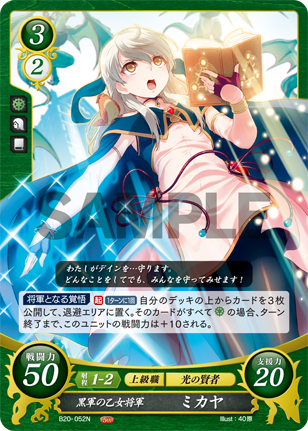 3
2
SAMPLE
わたしがデインを…守ります。
どんなことをしてでも、みんなを守ってみせます!
将軍となる覚悟 起 1ターンに1回 自分のデッキの上からカードを3枚
公開して、退避エリアに置く。そのカードがすべて の場合、ターン
終了まで、このユニットの戦闘力は+10される。
戦闘力
50
射程 1-2 上級職 光の賢者
支援力
20
黒軍の乙女将軍 ミカヤ
B20-052N
Illust:40原